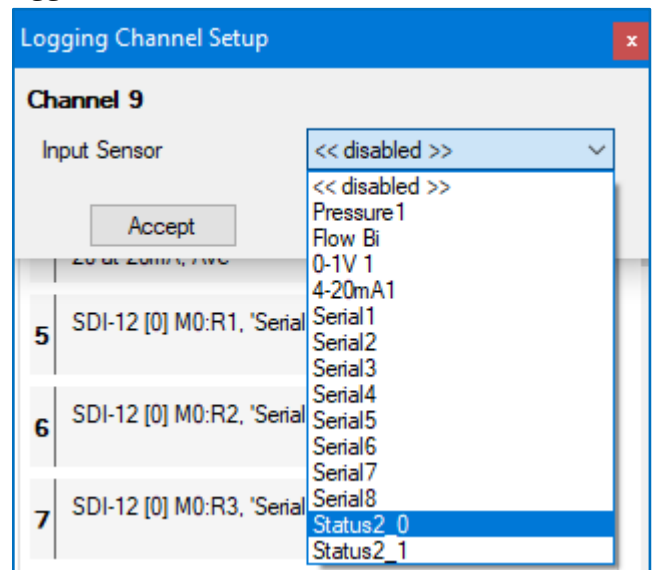 Logging Channel Setup
x
Channel 9
Input Sensor
<< disabled >>
<< disabled >>
Pressure1
Flow Bi
0-1V 1
4-20mA1
Serial1
Serial2
Serial3
Serial4
Serial5
Serial6
Serial7
Serial8
Status2_0
Status2_1
Accept
5 SDI-12 [0] M0:R1, "Serial
6 SDI-12 [0] M0:R2, "Serial
7 SDI-12 [0] M0:R3, "Serial